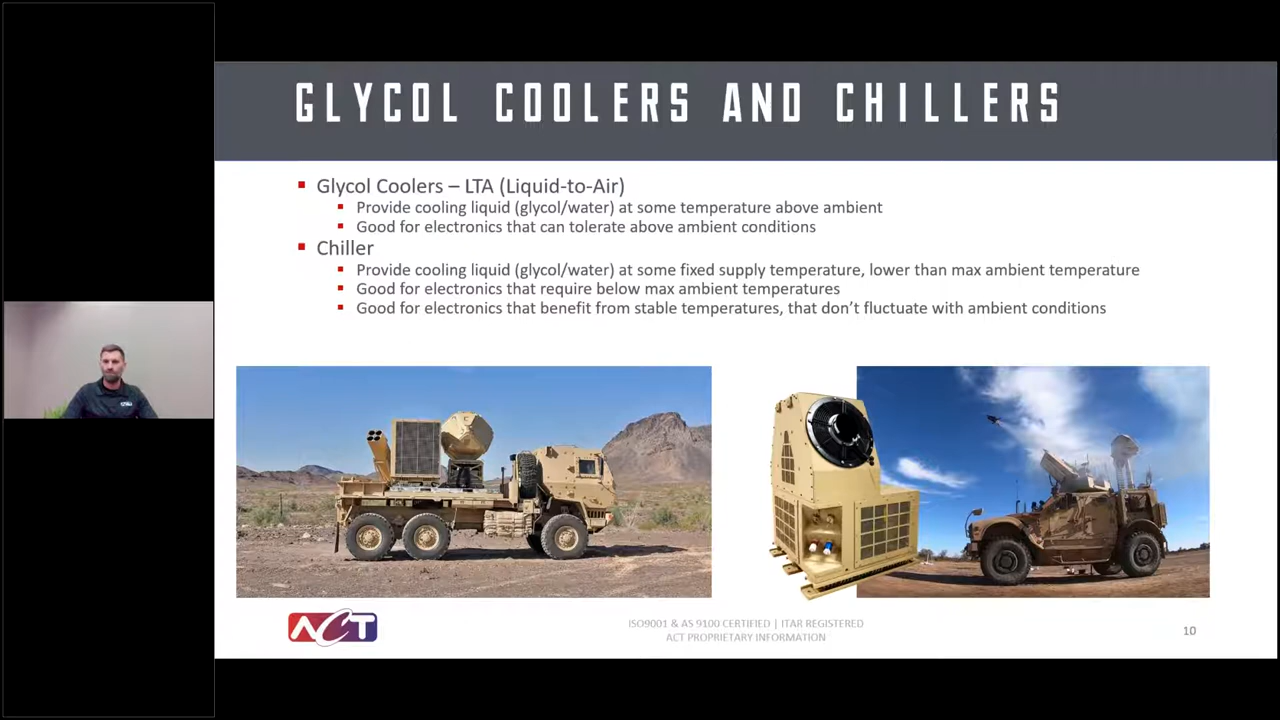 GLYCOL COOLERS AND CHILLERS
Glycol Coolers – LTA (Liquid-to-Air)
Provide cooling liquid (glycol/water) at some temperature above ambient
Good for electronics that can tolerate above ambient conditions
Chiller
Provide cooling liquid (glycol/water) at some fixed supply temperature, lower than max ambient temperature
Good for electronics that require below max ambient temperatures
Good for electronics that benefit from stable temperatures, that don’t fluctuate with ambient conditions
ACT
ISO9001 & AS 9100 CERTIFIED | ITAR REGISTERED
ACT PROPRIETARY INFORMATION
10